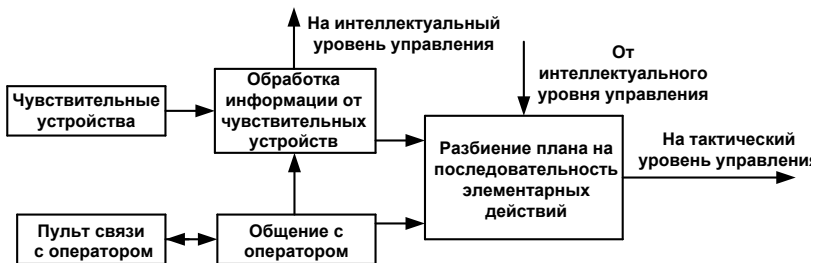 На интеллектуальный
уровень управления
От
интеллектуального
уровня управления
Чувствительные
устройства
Обработка
информации от
чувствительных
устройств
Разбиение плана на
последовательность
элементарных
действий
На тактический
уровень управления
Пульт связи
с оператором
Общение с
оператором